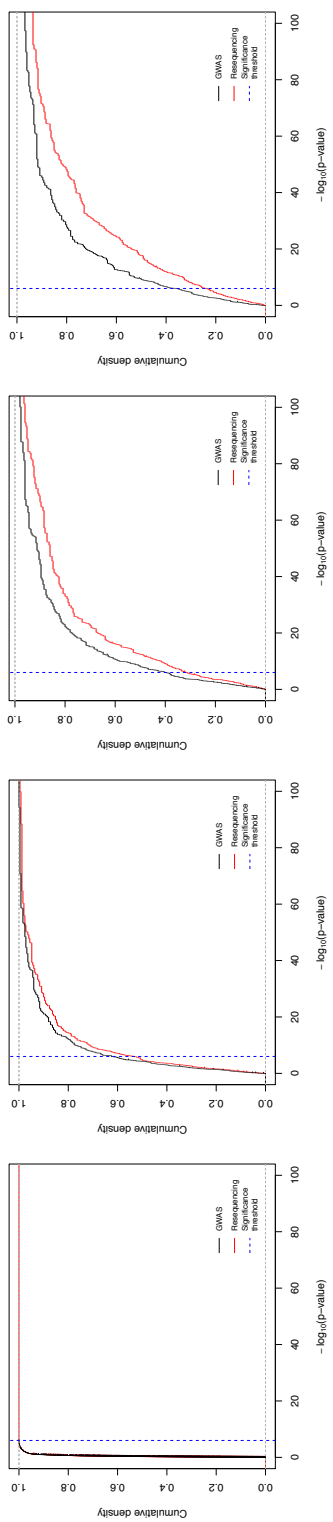 Cumulative density
0.0 0.2 0.4 0.6 0.8 1.0
GWAS
Resequencing
Significance
threshold
0 20 40 60 80 100
− log₁₀(p−value)
Cumulative density
0.0 0.2 0.4 0.6 0.8 1.0
GWAS
Resequencing
Significance
threshold
0 20 40 60 80 100
− log₁₀(p−value)
Cumulative density
0.0 0.2 0.4 0.6 0.8 1.0
GWAS
Resequencing
Significance
threshold
0 20 40 60 80 100
− log₁₀(p−value)
Cumulative density
0.0 0.2 0.4 0.6 0.8 1.0
GWAS
Resequencing
Significance
threshold
0 20 40 60 80 100
− log₁₀(p−value)